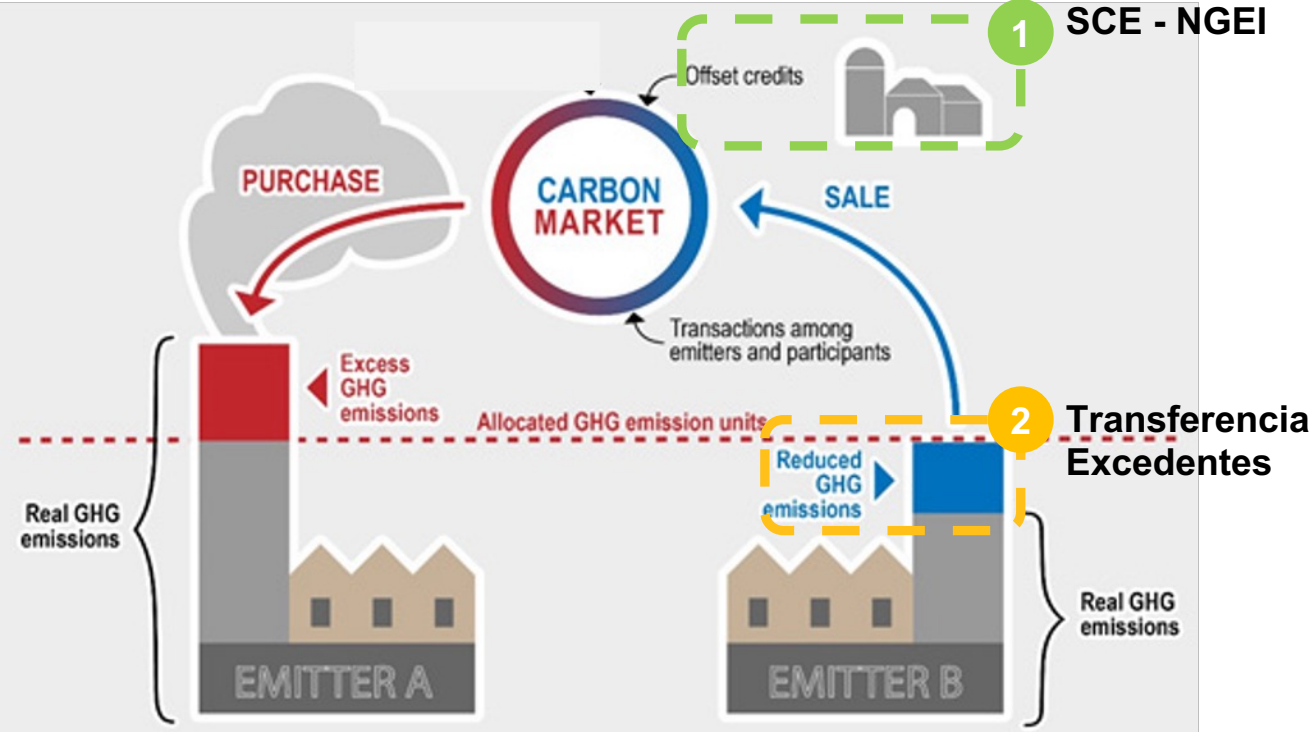 1
SCE - NGEI
Offset credits
PURCHASE
CARBON
MARKET
SALE
Transactions among
emitters and participants
Excess
GHG
emissions
Allocated GHG emission units
2
Transferencia
Excedentes
Reduced
GHG
emissions
Real GHG
emissions
Real GHG
emissions
EMITTER A
EMITTER B